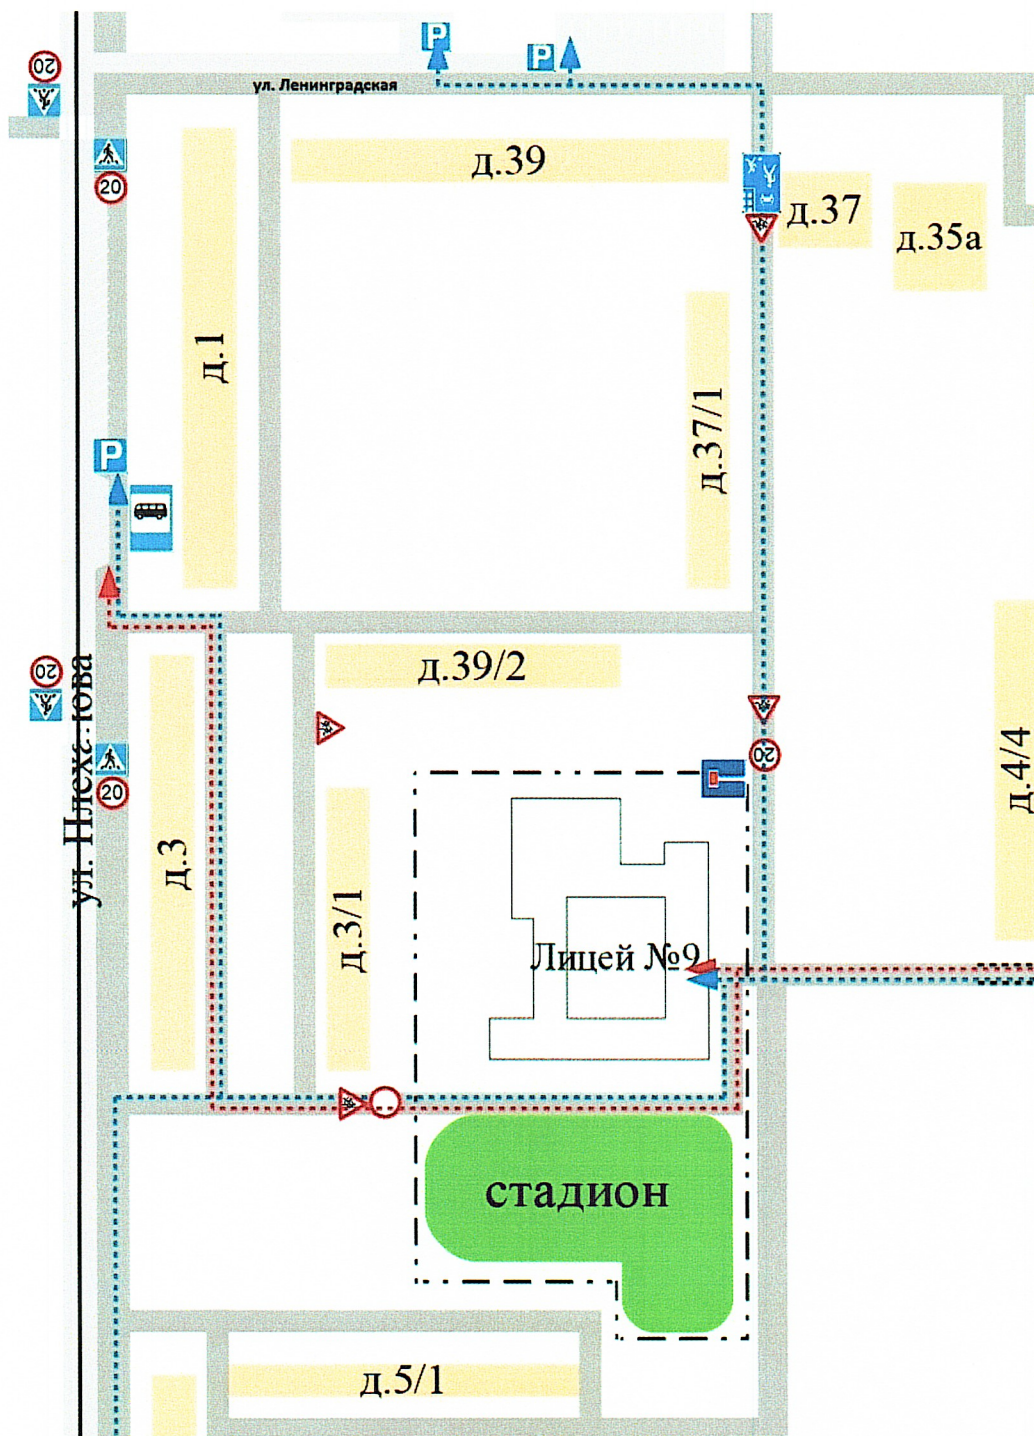 P
P
20
ул. Ленинградская
20
д.39
д.37
д.35а
д.1
д.37/1
P
20
ул. Плеханова
20
д.39/2
20
д.4/4
д.3
д.3/1
Лицей №9
стадион
д.5/1